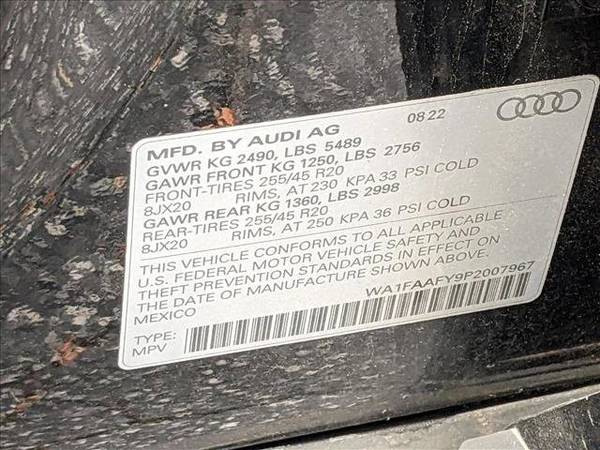 MFD. BY AUDI AG 08 22
GVWR KG 2490, LBS 5489
GAWR FRONT KG 1250, LBS 2756
FRONT-TIRES 255/45 R20
8JX20 RIMS, AT 230 KPA 33 PSI COLD
GAWR REAR KG 1360, LBS 2998
REAR-TIRES 255/45 R20
8JX20 RIMS, AT 250 KPA 36 PSI COLD
THIS VEHICLE CONFORMS TO ALL APPLICABLE
U.S. FEDERAL MOTOR VEHICLE SAFETY AND
THEFT PREVENTION STANDARDS IN EFFECT ON
THE DATE OF MANUFACTURE SHOWN ABOVE.
MEXICO
WA1FAAFY9P2007967
TYPE:
MPV